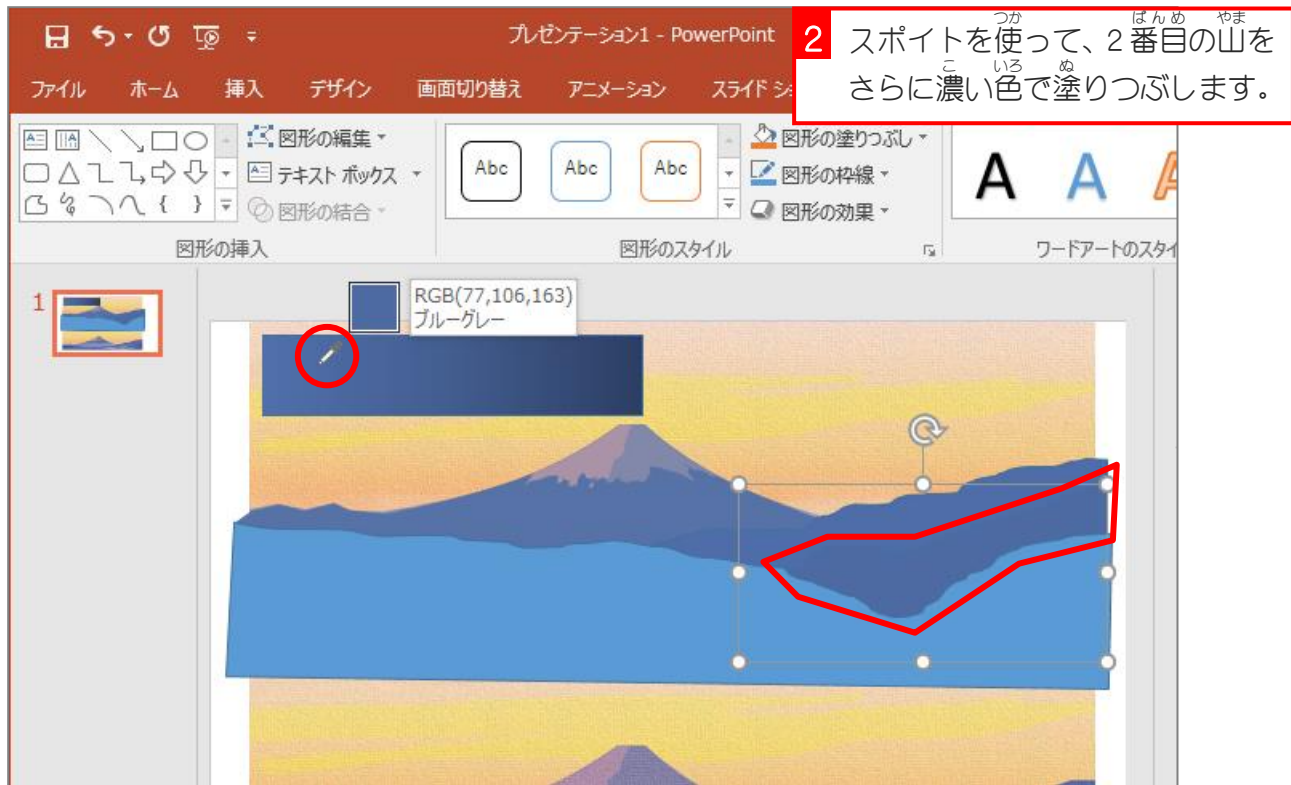 プレゼンテーション1 - PowerPoint
2 スポイトを使って、2番目の山を
つか ばんめ やま
さらに濃い色で塗りつぶします。
こ いろ ぬ
ファイル ホーム 挿入 デザイン 画面切り替え アニメーション スライド
図形の編集
テキスト ボックス
図形の結合
Abc Abc Abc
図形の塗りつぶし
図形の枠線
図形の効果
A A A
図形の挿入 図形のスタイル ワードアートのスタイ
1
RGB(77,106,163)
ブルーグレー